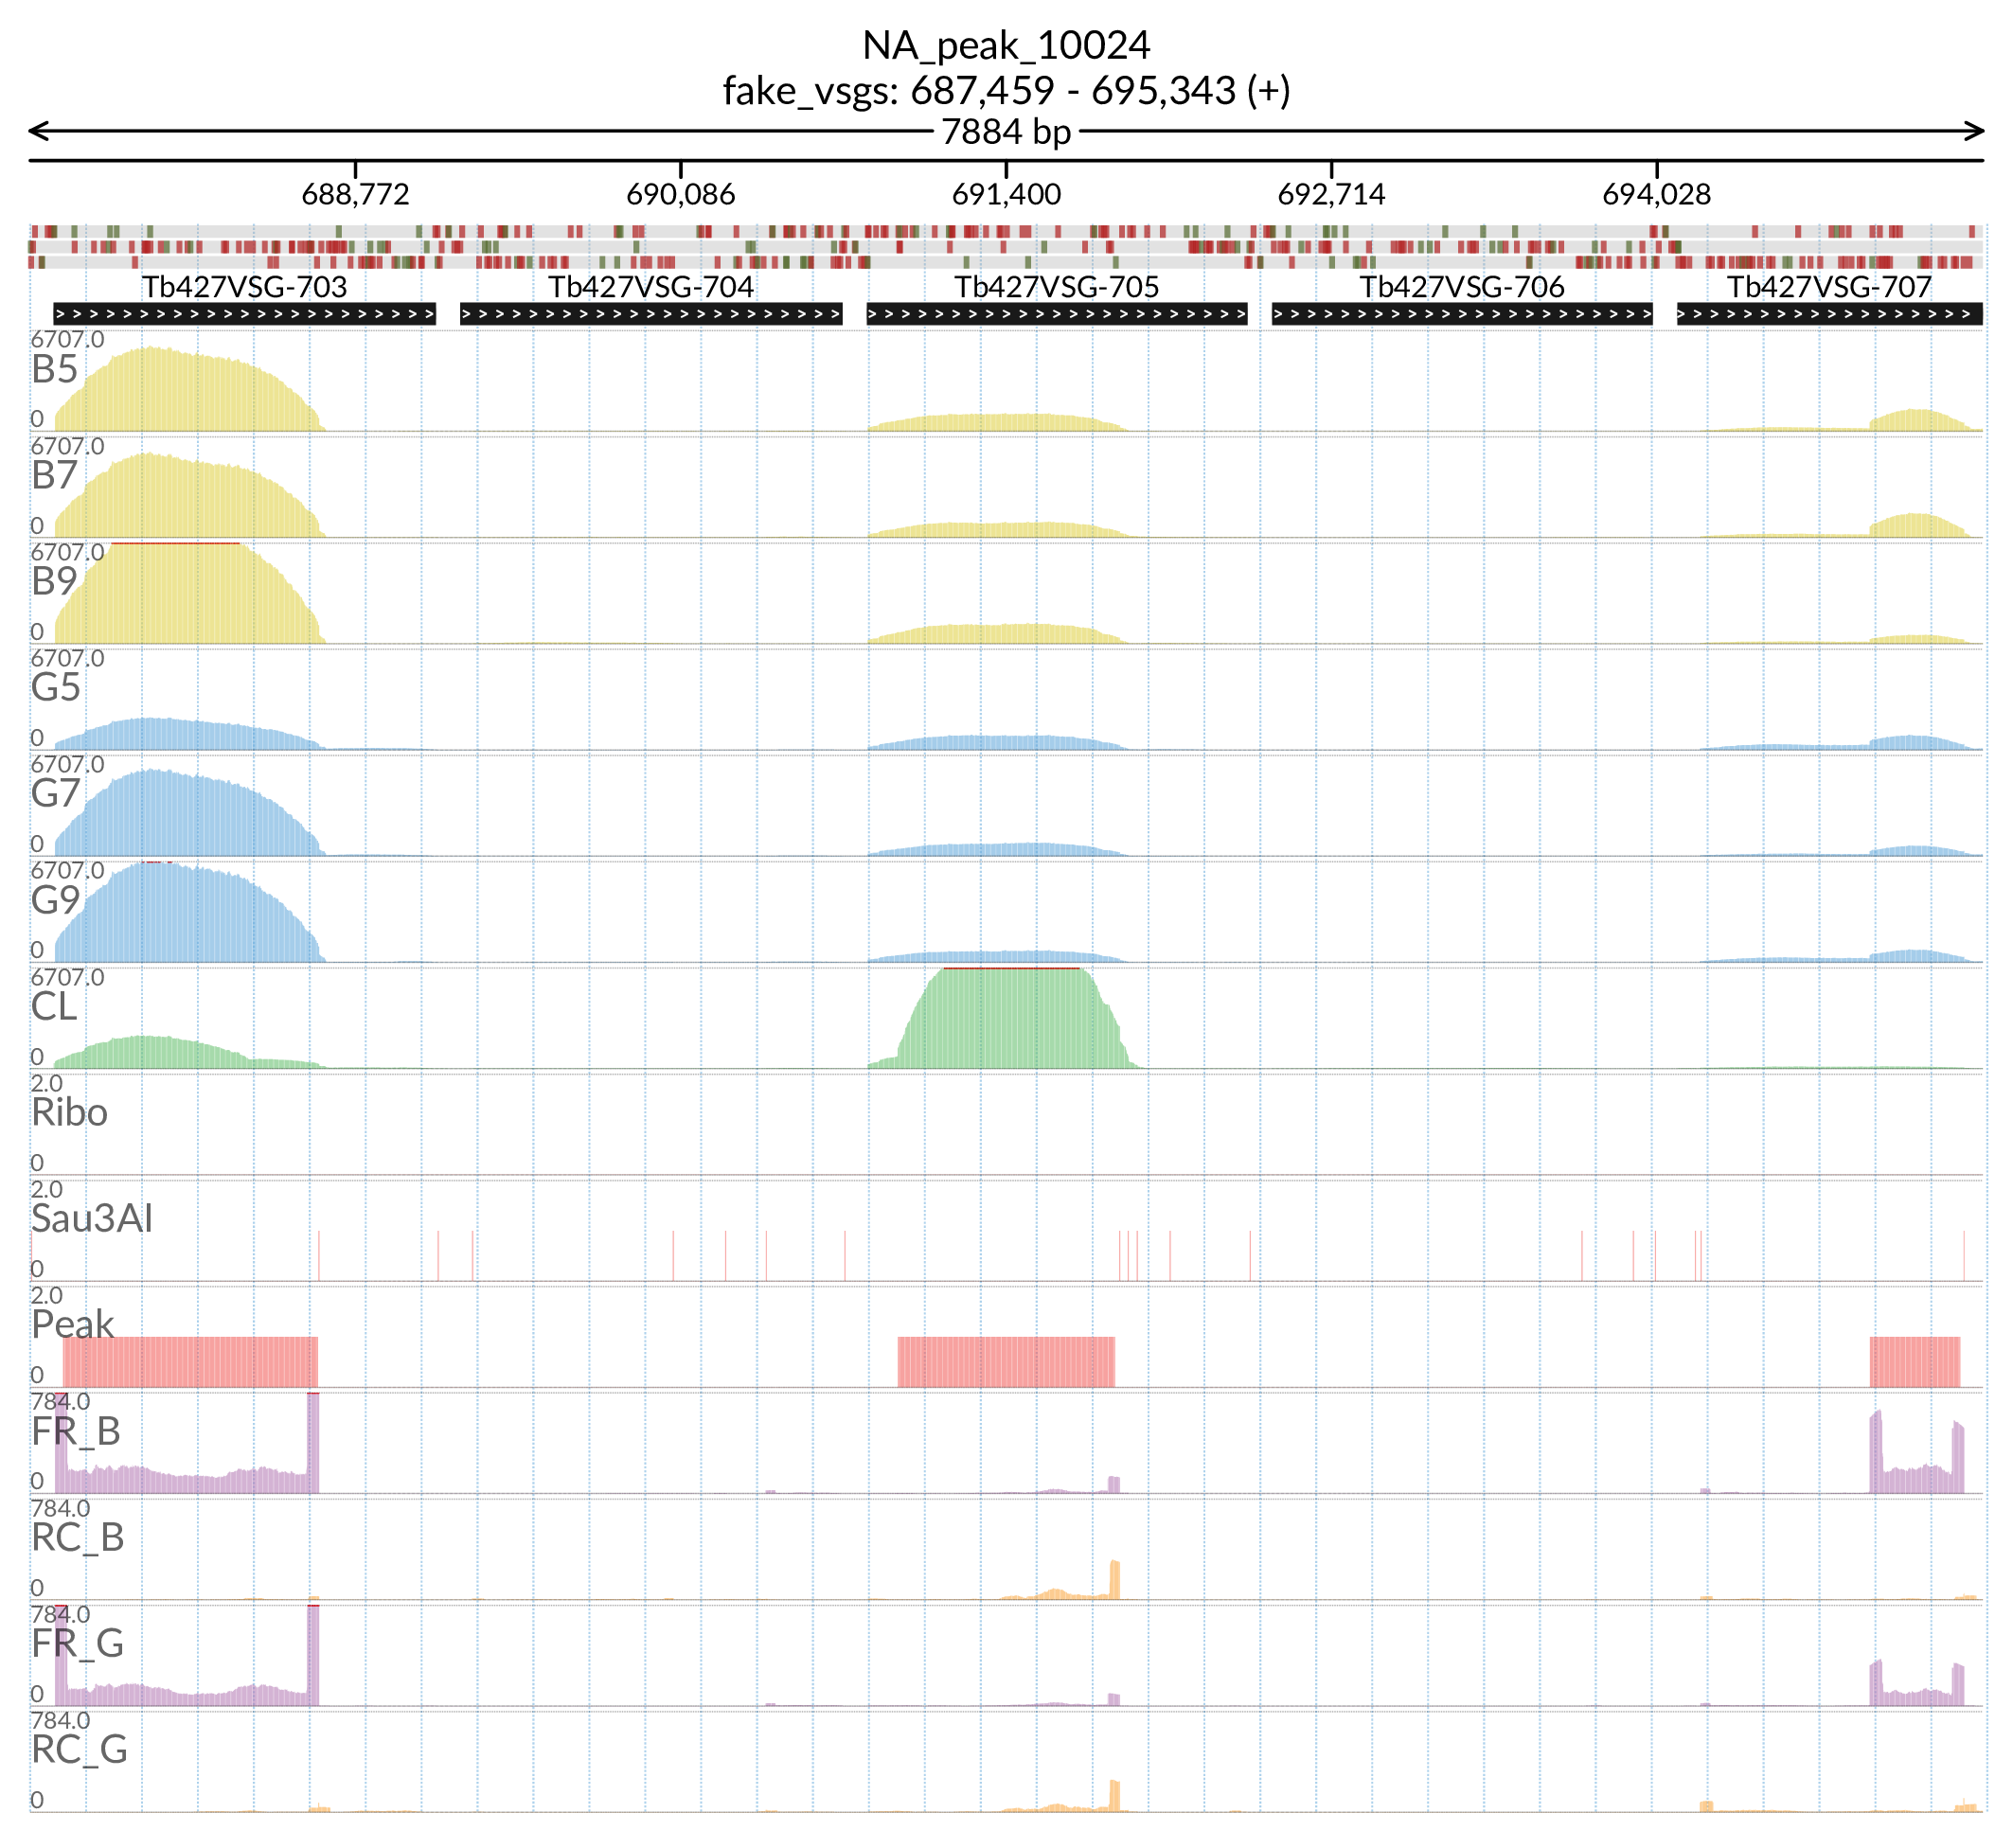 NA_peak_10024
fake_vsgs: 687,459 - 695,343 (+)
7884 bp
688,772 690,086 691,400 692,714 694,028
Tb427VSG-703 Tb427VSG-704 Tb427VSG-705 Tb427VSG-706 Tb427VSG-707
6707.0
B5
0
6707.0
B7
0
6707.0
B9
0
6707.0
G5
0
6707.0
G7
0
6707.0
G9
0
6707.0
CL
0
2.0
Ribo
0
2.0
Sau3AI
0
2.0
Peak
0
784.0
FR_B
0
784.0
RC_B
0
784.0
FR_G
0
784.0
RC_G
0